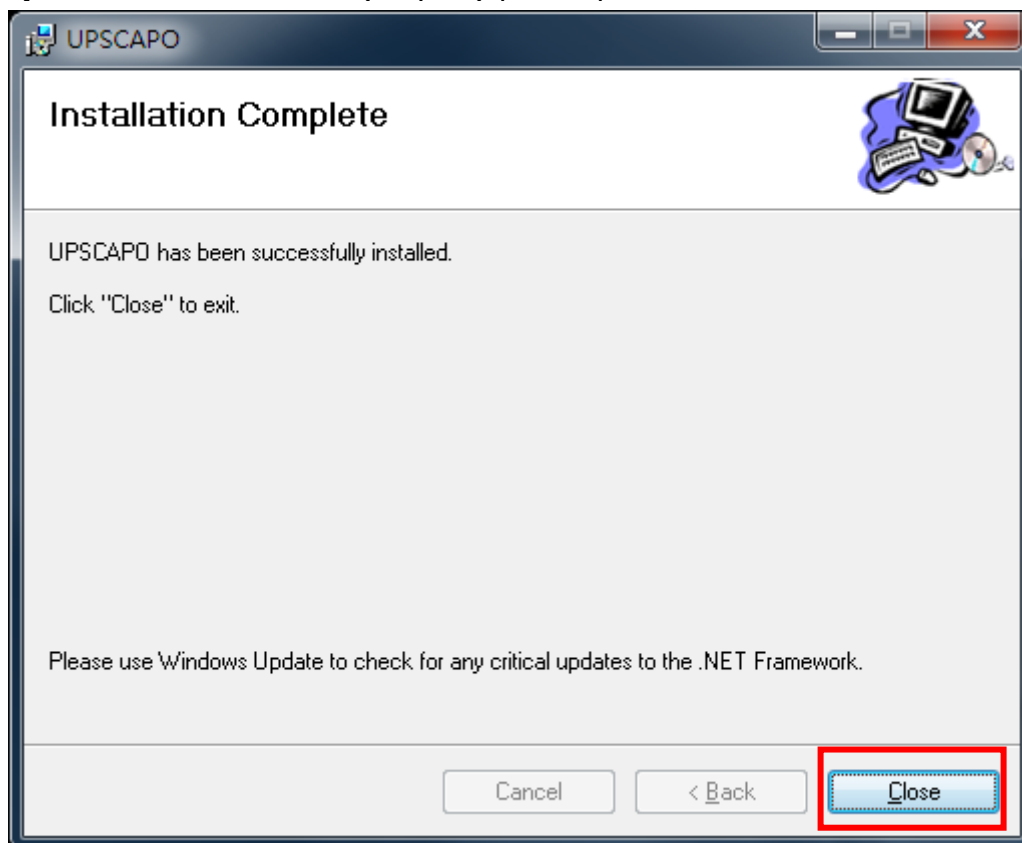 UPSCAPO
Installation Complete
UPSCAPO has been successfully installed.
Click "Close" to exit.
Please use Windows Update to check for any critical updates to the .NET Framework.
Cancel
< Back
Close